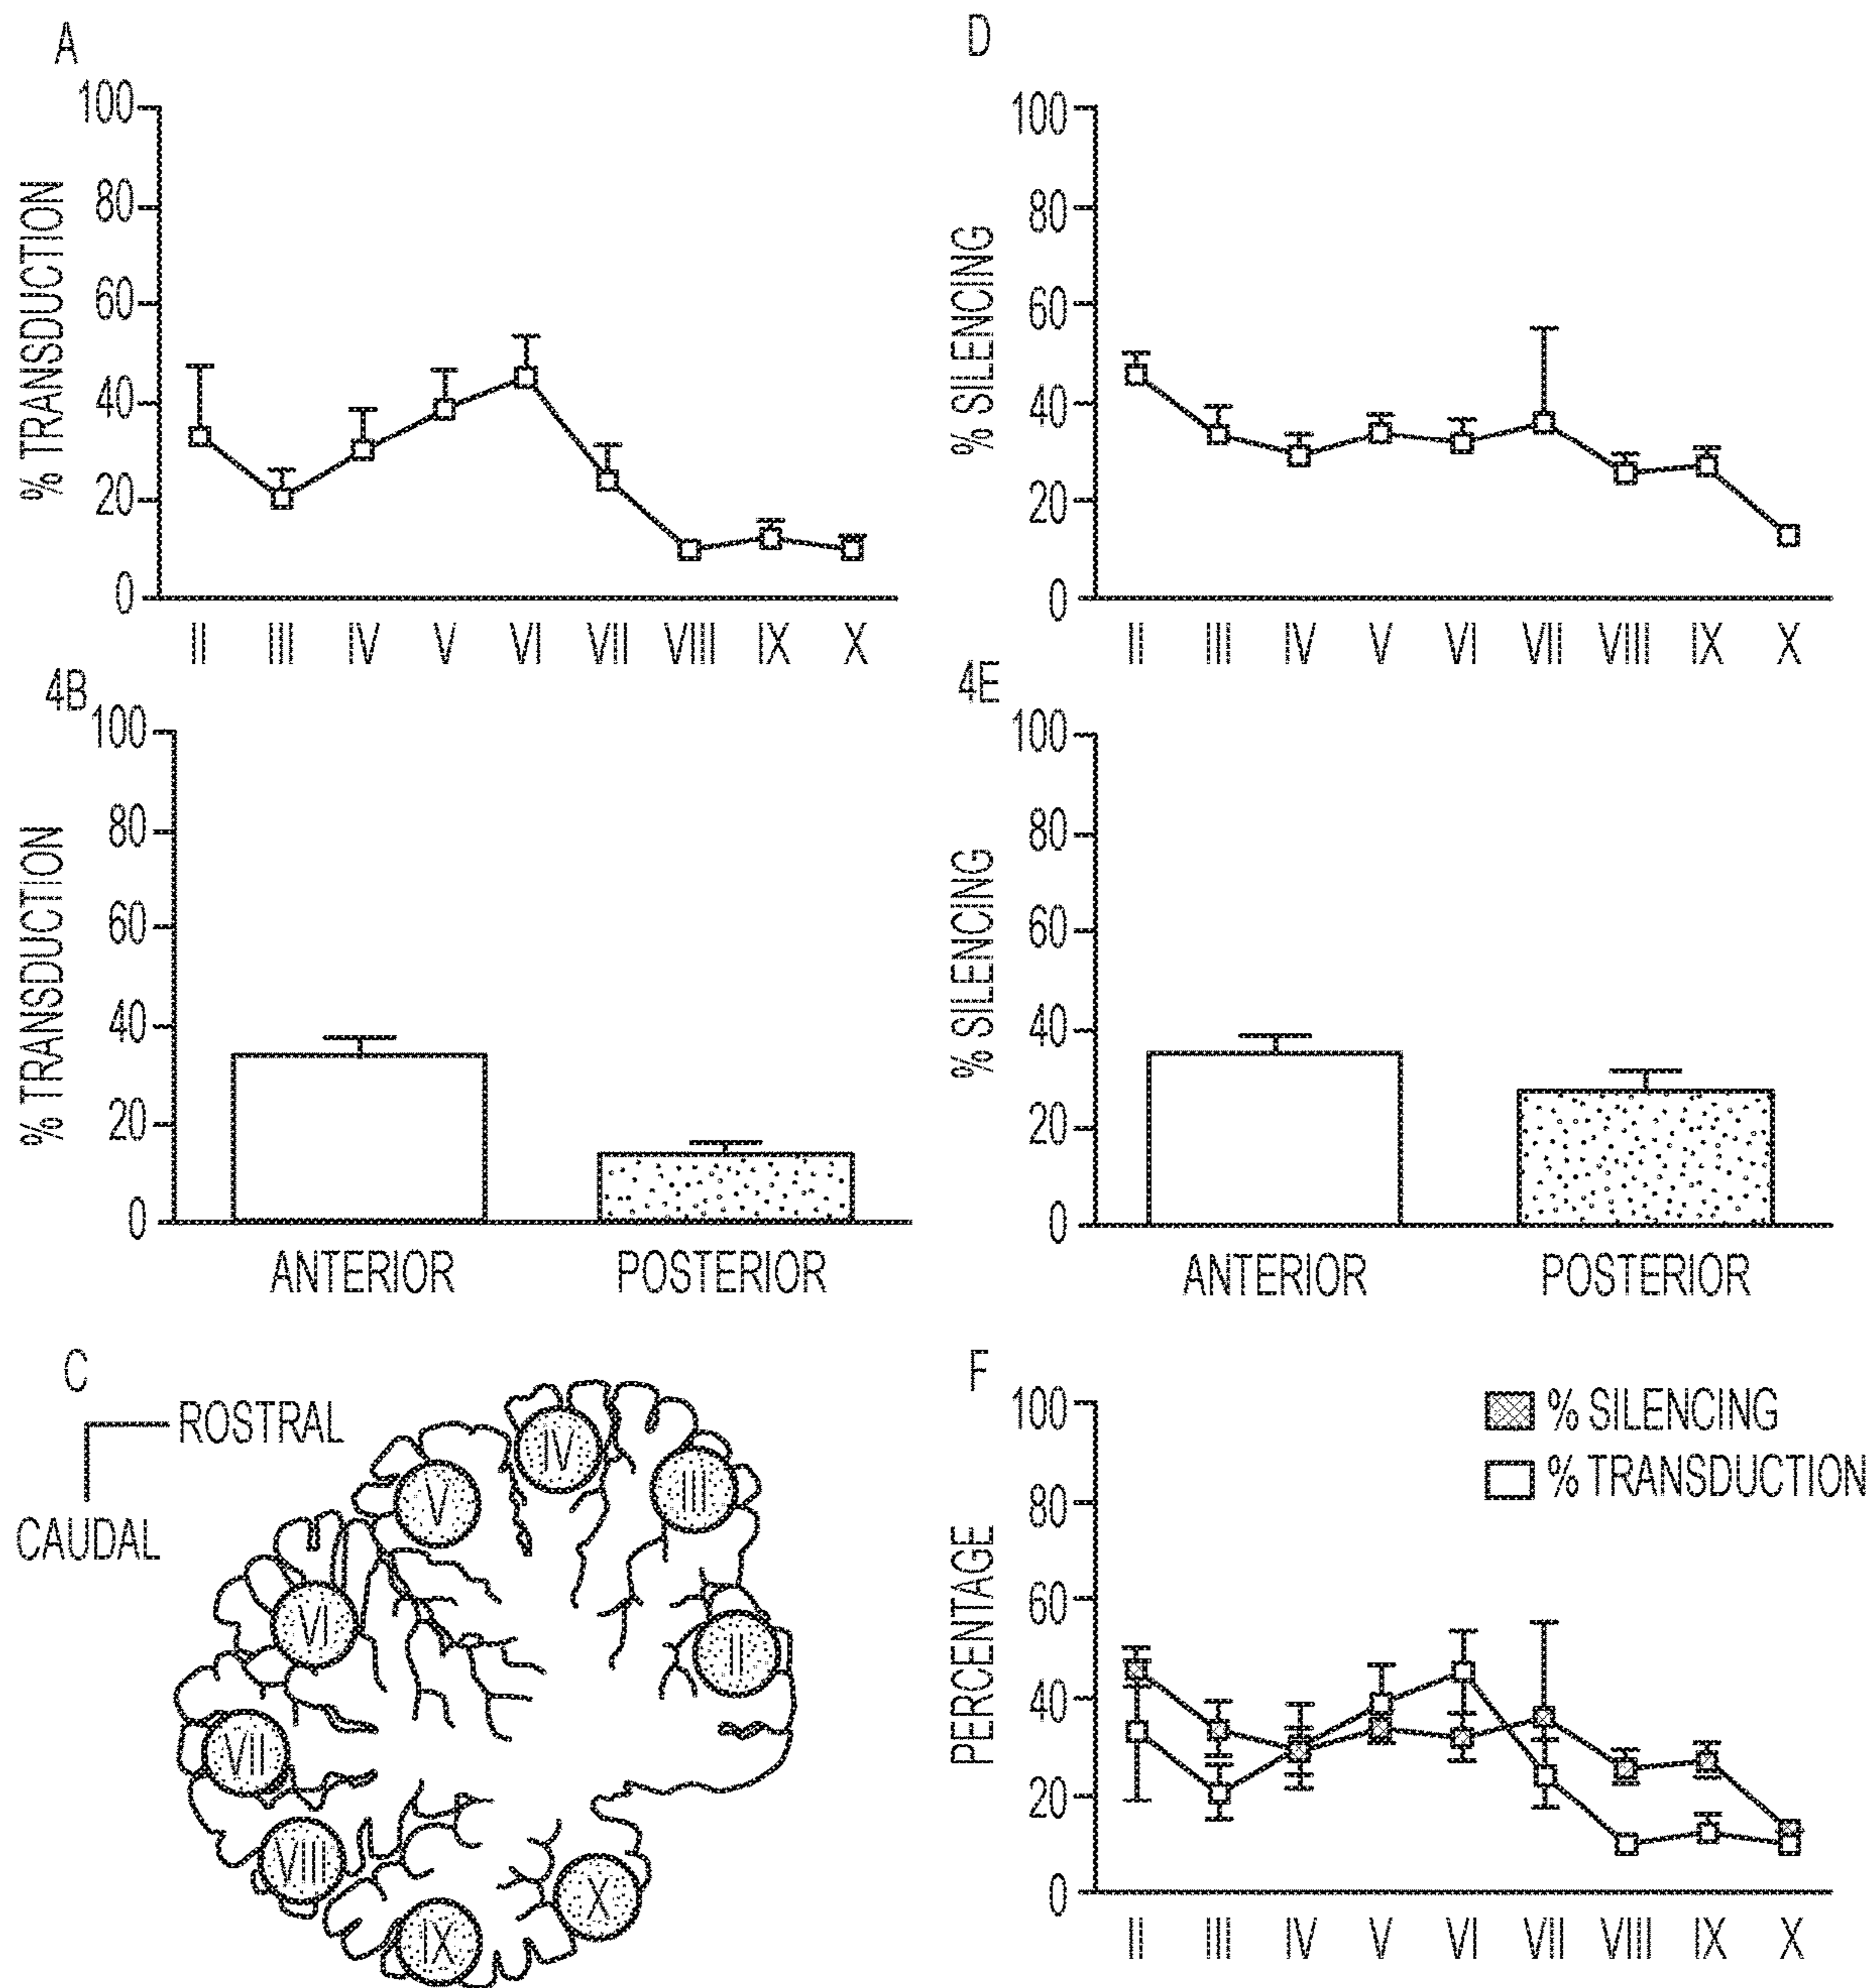 A
% TRANSDUCTION
100
80
60
40
20
0
II III IV V VI VII VIII IX X
4B
% TRANSDUCTION
100
80
60
40
20
0
ANTERIOR POSTERIOR
C
ROSTRAL
CAUDAL
IV
V
III
VI
II
VII
VIII
X
IX
D
% SILENCING
100
80
60
40
20
0
II III IV V VI VII VIII IX X
4E
% SILENCING
100
80
60
40
20
0
ANTERIOR POSTERIOR
F
% SILENCING
% TRANSDUCTION
PERCENTAGE
100
80
60
40
20
0
II III IV V VI VII VIII IX X